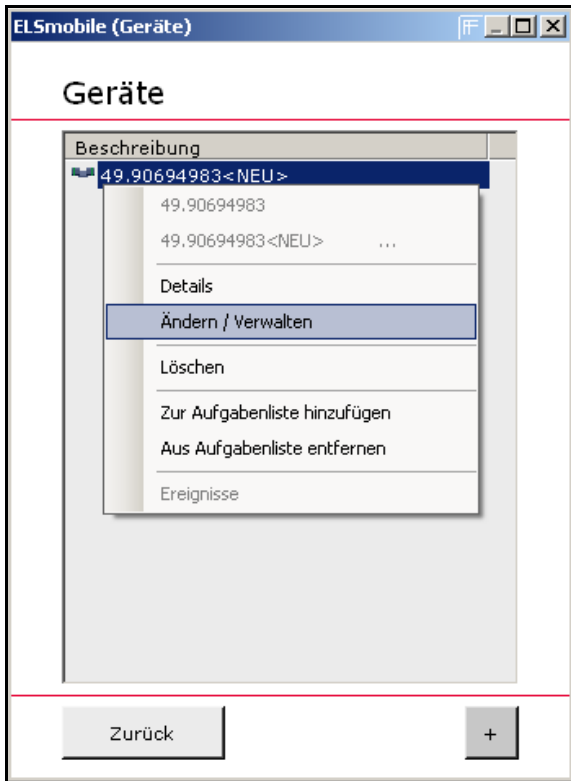 ELSmobile (Geräte)
Geräte
Beschreibung
49.90694983<NEU>
49.90694983
49.90694983<NEU> ...
Details
Ändern / Verwalten
Löschen
Zur Aufgabenliste hinzufügen
Aus Aufgabenliste entfernen
Ereignisse
Zurück +